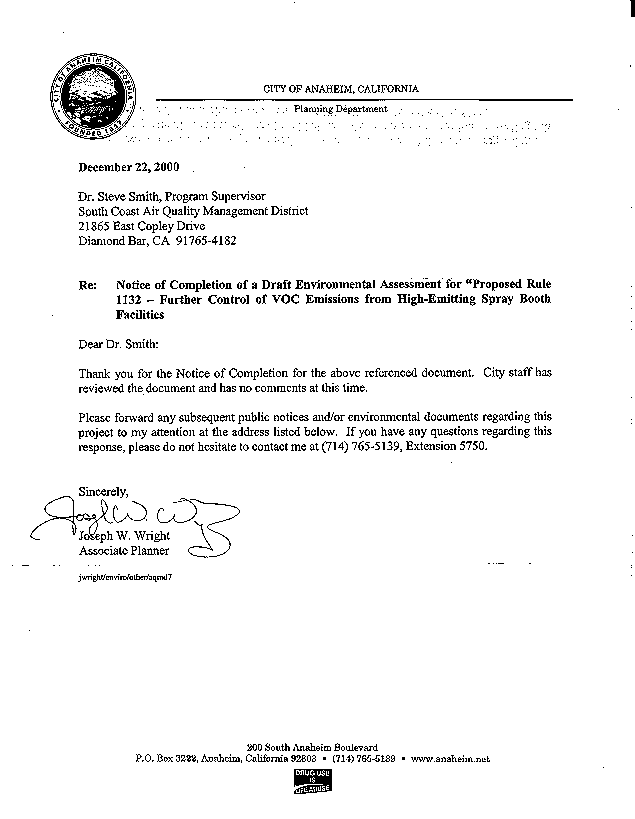 CITY OF ANAHEIM, CALIFORNIA
FOUNDED 1857
CITY OF ANAHEIM, CALIFORNIA
Planning Department
December 22, 2000
Dr. Steve Smith, Program Supervisor
South Coast Air Quality Management District
21865 East Copley Drive
Diamond Bar, CA 91765-4182
Re: Notice of Completion of a Draft Environmental Assessment for "Proposed Rule
1132 – Further Control of VOC Emissions from High-Emitting Spray Booth
Facilities
Dear Dr. Smith:
Thank you for the Notice of Completion for the above referenced document. City staff has
reviewed the document and has no comments at this time.
Please forward any subsequent public notices and/or environmental documents regarding this
project to my attention at the address listed below. If you have any questions regarding this
response, please do not hesitate to contact me at (714) 765-5139, Extension 5750.
Sincerely,
Joseph W. Wright
Associate Planner
jwright/enviro/other/aqmd7
200 South Anaheim Boulevard
P.O. Box 3222, Anaheim, California 92803 • (714) 765-5139 • www.anaheim.net
DRUG USE
IS
LIFE ABUSE